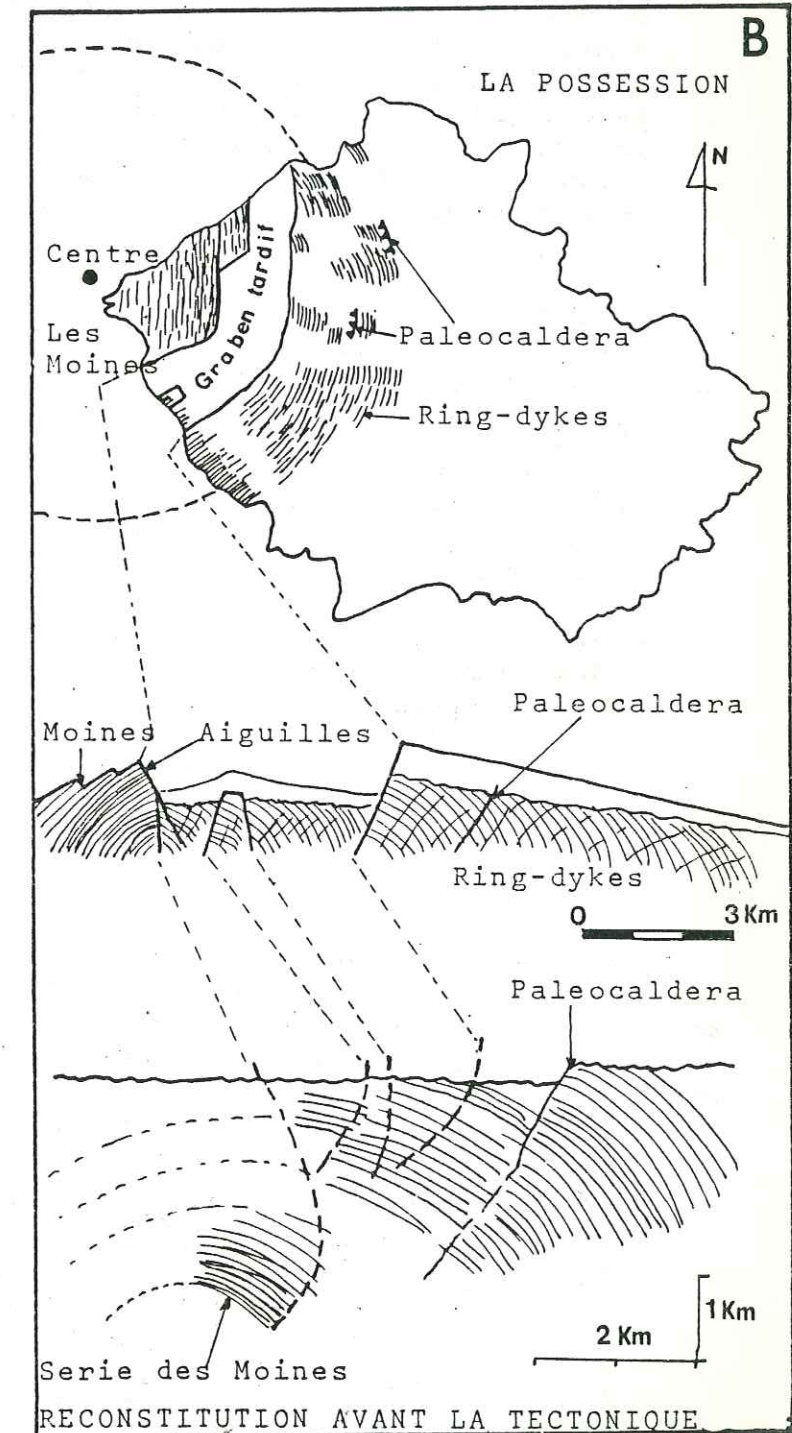 B
LA POSSESSION
N
Centre
Les
Moines
Graben tardif
Paleocaldera
Ring-dykes
Paleocaldera
Moines
Aiguilles
Ring-dykes
0 3 Km
Paleocaldera
1 Km
2 Km
Serie des Moines
RECONSTITUTION AVANT LA TECTONIQUE